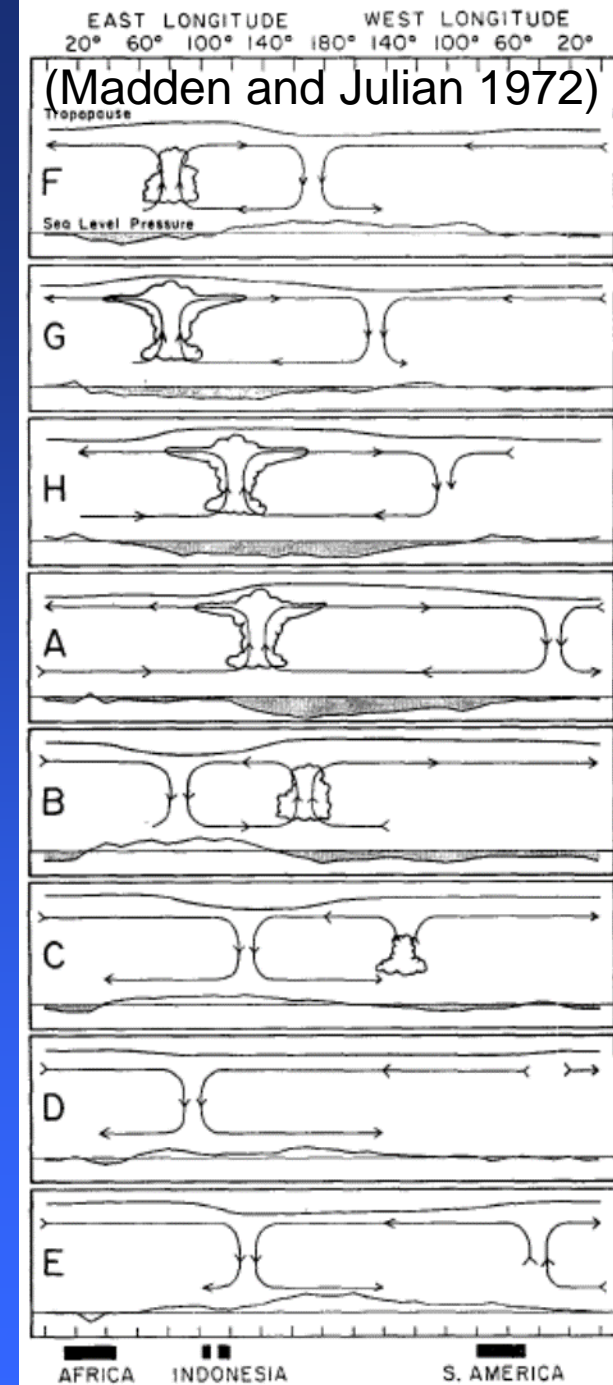 EAST LONGITUDE WEST LONGITUDE
20° 60° 100° 140° 180° 140° 100° 60° 20°
(Madden and Julian 1972)
Tropopause
F
Sea Level Pressure
G
H
A
B
C
D
E
AFRICA INDONESIA S. AMERICA